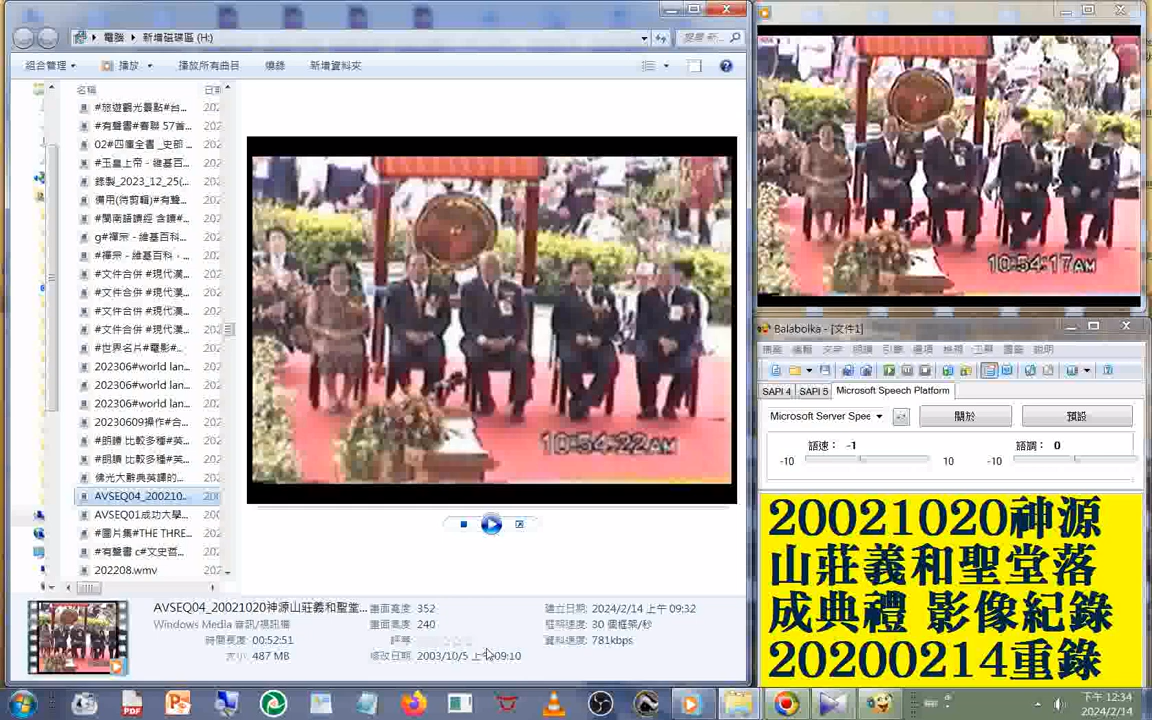 電腦 ▸ 新增磁碟區 (H:)
組合管理
播放
播放所有曲目
燒錄
新增資料夾
名稱
日期
#旅遊觀光景點#台...
#有聲書#春聯 57首...
02#四庫全書 _史部 ...
#玉皇上帝 - 維基百...
錄製_2023_12_25(...
備用(待剪輯)#有聲...
#閩南語讀經 含讀#...
g#禪宗 - 維基百科...
#禪宗 - 維基百科，...
#文件合併 #現代漢...
#文件合併 #現代漢...
#文件合併 #現代漢...
#文件合併 #現代漢...
#世界名片#電影#...
202306#world lan...
202306#world lan...
202306#world lan...
20230609操作#合...
#朗讀 比較多種#英...
#朗讀 比較多種#英...
佛光大辭典英譯的...
AVSEQ04_200210...
AVSEQ01成功大學...
#圖片集#THE THRE...
#有聲書 c#文史哲...
202208.wmv
10:54:22AM
AVSEQ04_20021020神源山莊義和聖堂...
Windows Media 音訊/視訊檔
時間長度: 00:52:51
大小: 487 MB
畫面寬度: 352
畫面高度: 240
評等:
修改日期: 2003/10/5 上午 09:10
建立日期: 2024/2/14 上午 09:32
資料速度: 781kbps
10:54:17AM
Balabolka - [文件1]
SAPI 4
SAPI 5
Microsoft Speech Platform
Microsoft Server Spee
關於
預設
語速: -1
語調: 0
-10
10
-10
10
20021020神源
山莊義和聖堂落
成典禮 影像紀錄
20200214重錄
下午 12:34
2024/2/14